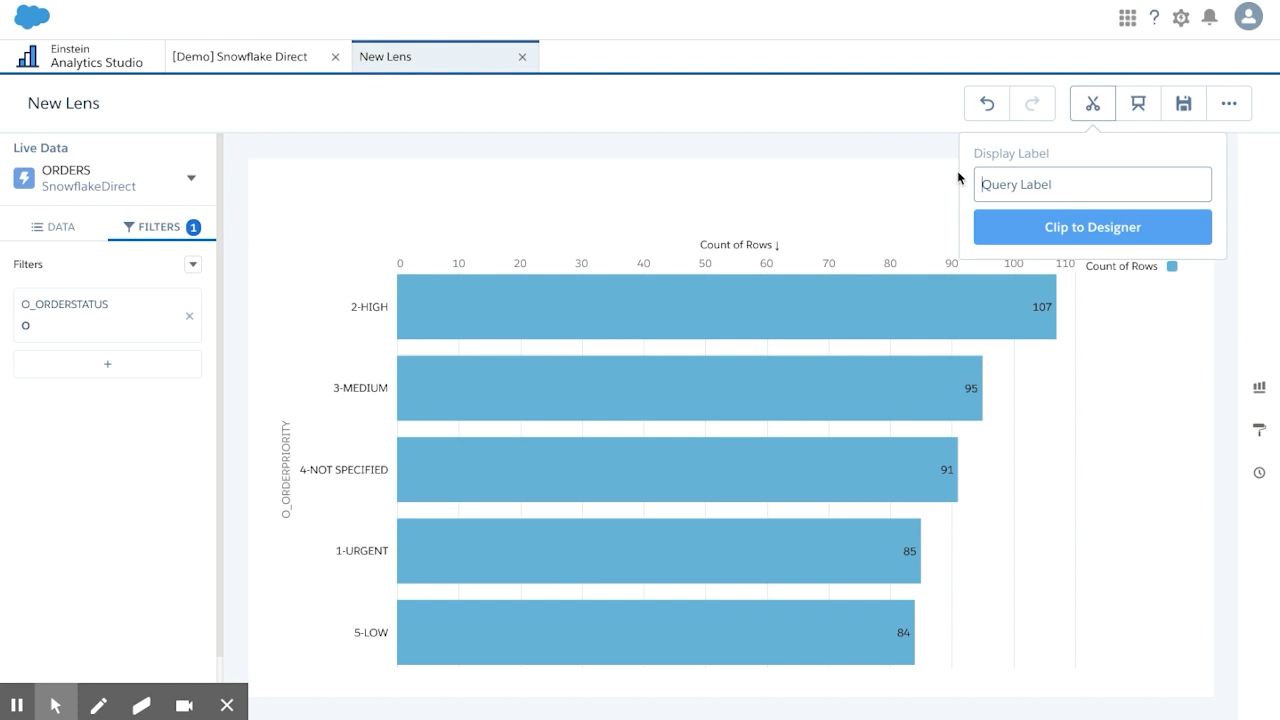 Einstein
Analytics Studio
[Demo] Snowflake Direct
New Lens
New Lens
Live Data
ORDERS
SnowflakeDirect
DATA
FILTERS 1
Filters
O_ORDERSTATUS
O
+
Display Label
Query Label
Clip to Designer
Count of Rows ↓
0 10 20 30 40 50 60 70 80 90 100 110
Count of Rows
O_ORDERPRIORITY
2-HIGH 107
3-MEDIUM 95
4-NOT SPECIFIED 91
1-URGENT 85
5-LOW 84